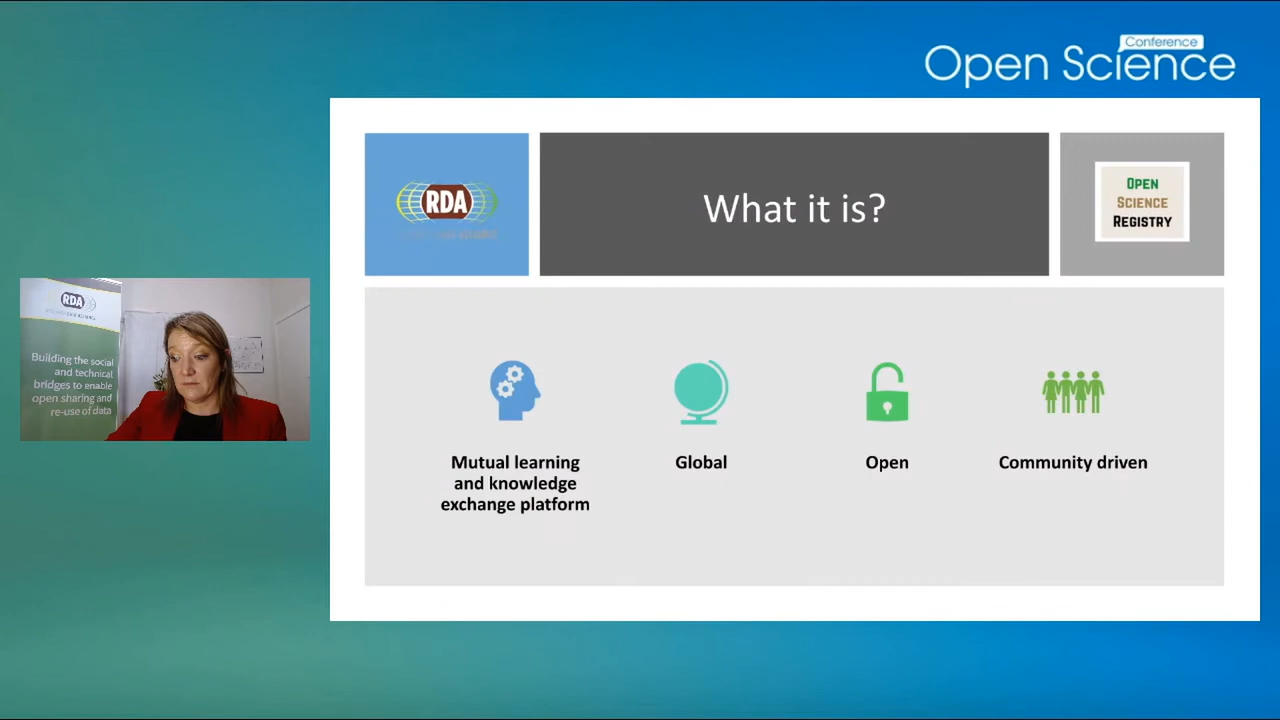 Conference
Open Science
RDA
What it is?
OPEN
SCIENCE
REGISTRY
RDA
Building the social
and technical
bridges to enable
open sharing and
re-use of data
Mutual learning
and knowledge
exchange platform
Global
Open
Community driven